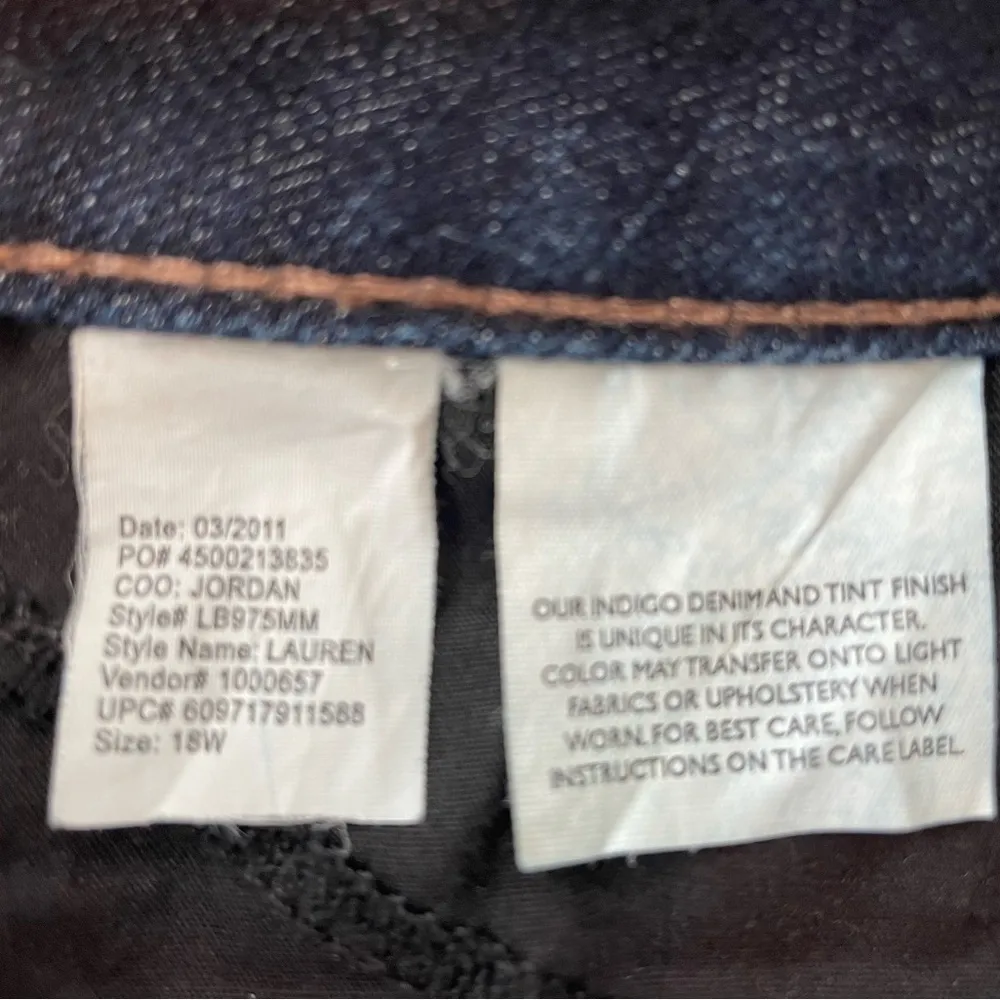 Date: 03/2011
PO# 4500213835
COO: JORDAN
Style# LB975MM
Style Name: LAUREN
Vendor# 1000657
UPC# 609717911588
Size: 18W
OUR INDIGO DENIM AND TINT FINISH
IS UNIQUE IN ITS CHARACTER.
COLOR MAY TRANSFER ONTO LIGHT
FABRICS OR UPHOLSTERY WHEN
WORN. FOR BEST CARE, FOLLOW
INSTRUCTIONS ON THE CARE LABEL.